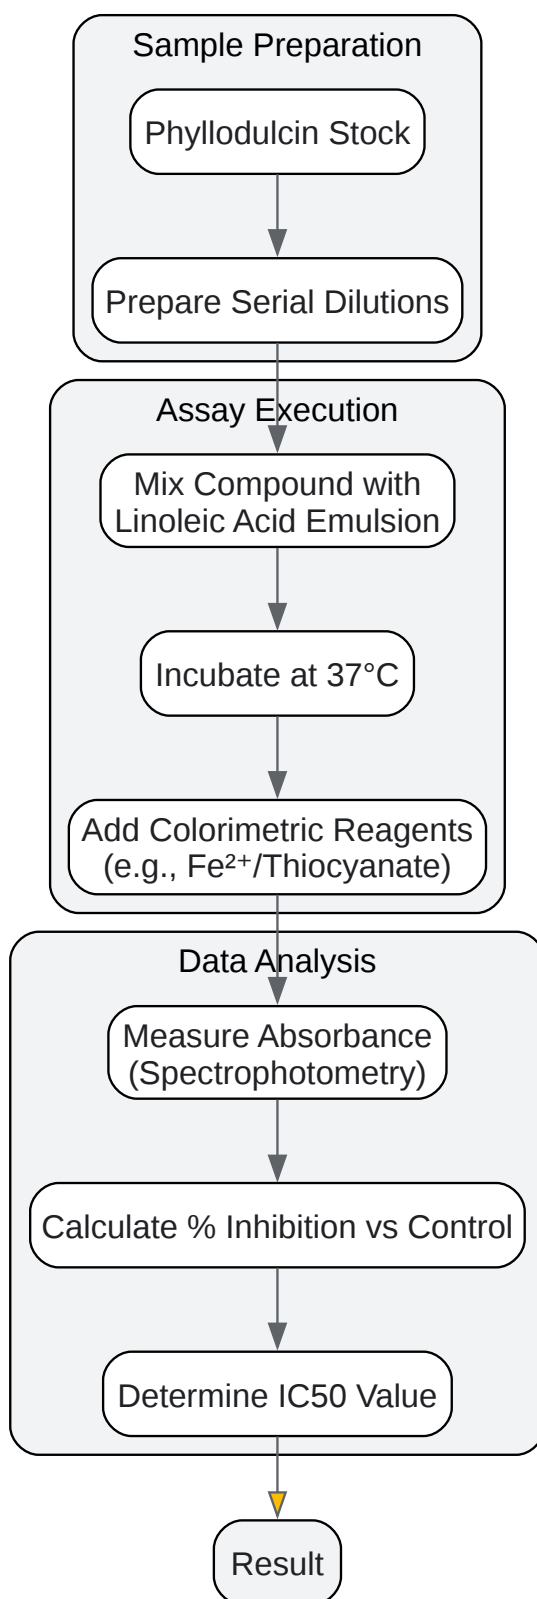 Sample Preparation
Phyllodulcin Stock
Prepare Serial Dilutions
Assay Execution
Mix Compound with
Linoleic Acid Emulsion
Incubate at 37°C
Add Colorimetric Reagents
(e.g., Fe²⁺/Thiocyanate)
Data Analysis
Measure Absorbance
(Spectrophotometry)
Calculate % Inhibition vs Control
Determine IC50 Value
Result